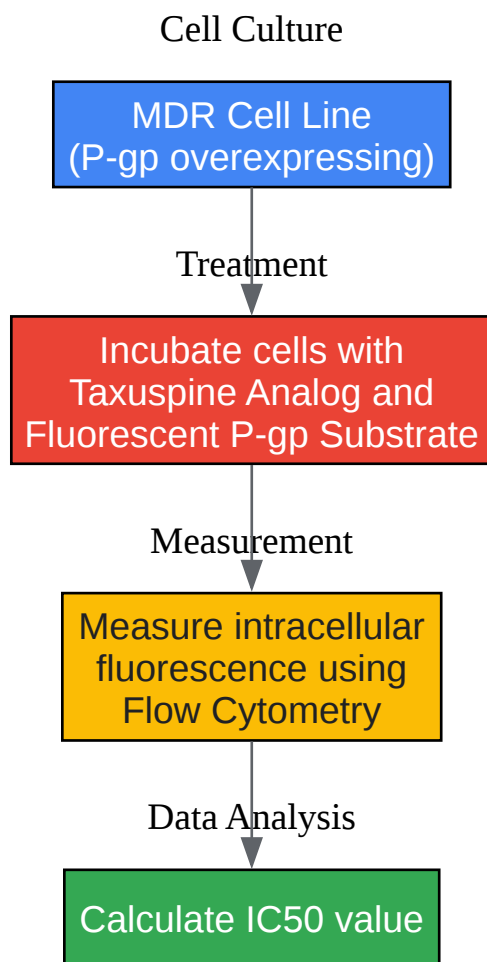 Cell Culture
MDR Cell Line
(P-gp overexpressing)
Treatment
Incubate cells with
Taxuspine Analog and
Fluorescent P-gp Substrate
Measurement
Measure intracellular
fluorescence using
Flow Cytometry
Data Analysis
Calculate IC50 value